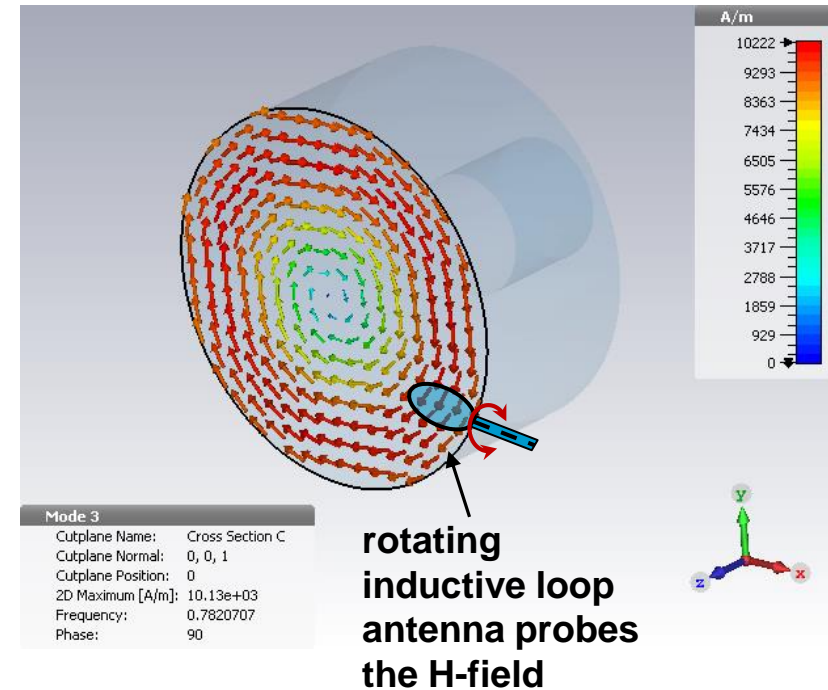 A/m
10222
9293
8363
7434
6505
5576
4646
3717
2788
1859
929
0
Mode 3
Cutplane Name: Cross Section C
Cutplane Normal: 0, 0, 1
Cutplane Position: 0
2D Maximum [A/m]: 10.13e+03
Frequency: 0.7820707
Phase: 90
rotating
inductive loop
antenna probes
the H-field
y
z
x